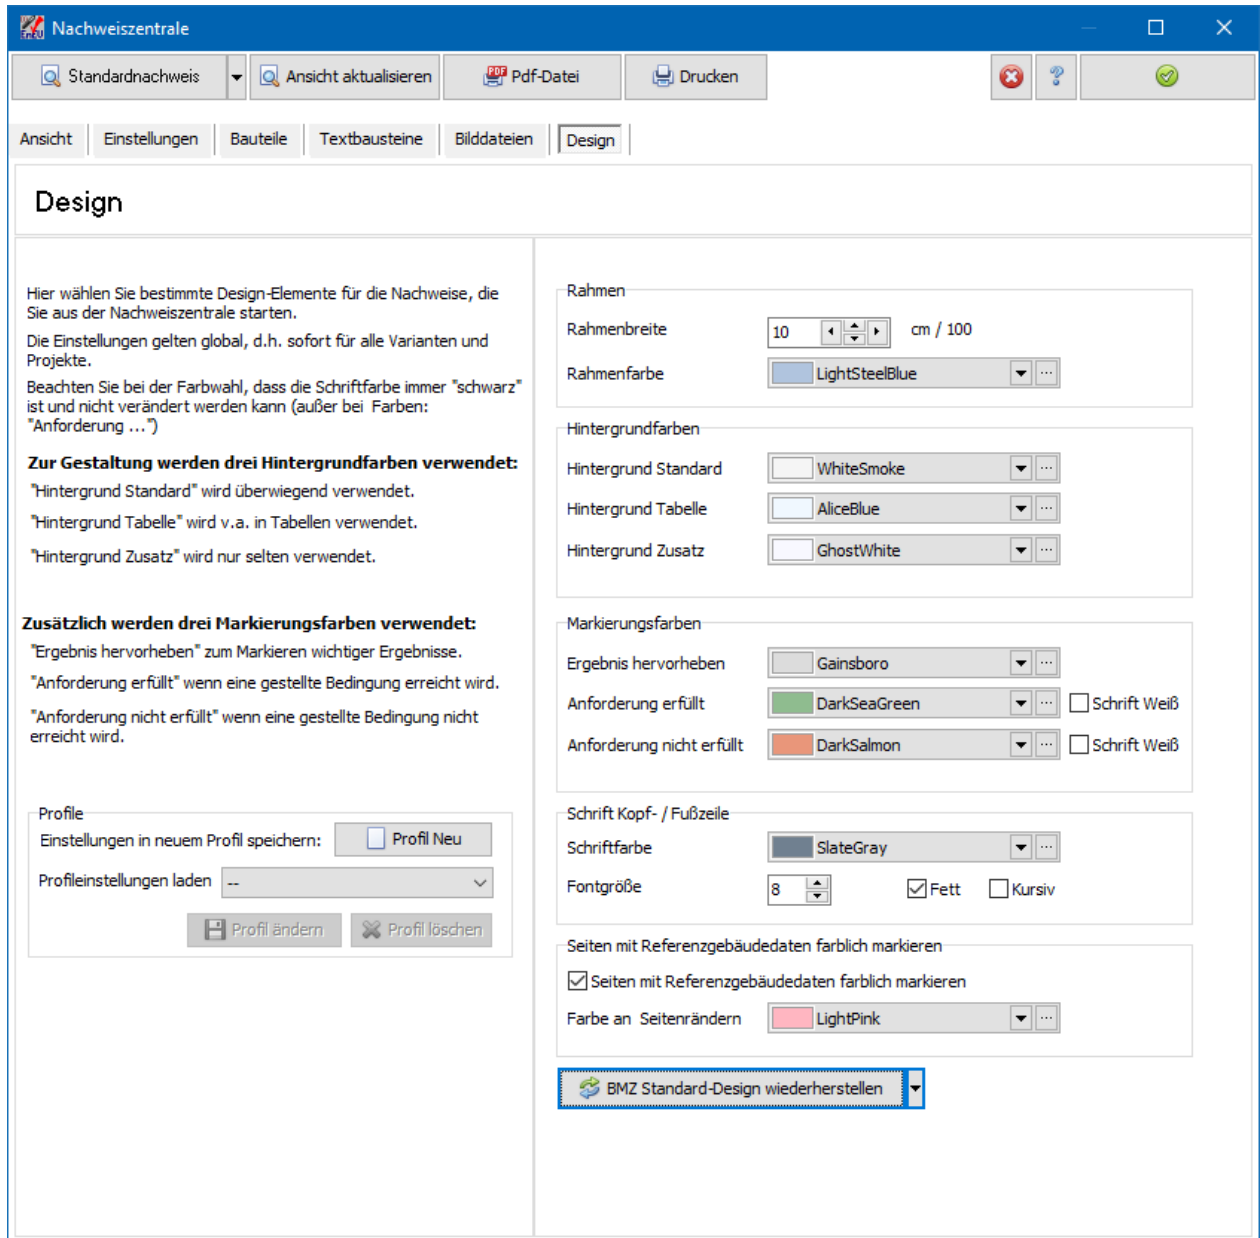 Nachweiszentrale
Standardnachweis
Ansicht aktualisieren
Pdf-Datei
Drucken
Ansicht
Einstellungen
Bauteile
Textbausteine
Bilddateien
Design
Design
Hier wählen Sie bestimmte Design-Elemente für die Nachweise, die
Sie aus der Nachweiszentrale starten.
Die Einstellungen gelten global, d.h. sofort für alle Varianten und
Projekte.
Beachten Sie bei der Farbwahl, dass die Schriftfarbe immer "schwarz"
ist und nicht verändert werden kann (außer bei Farben:
"Anforderung ...")
Zur Gestaltung werden drei Hintergrundfarben verwendet:
"Hintergrund Standard" wird überwiegend verwendet.
"Hintergrund Tabelle" wird v.a. in Tabellen verwendet.
"Hintergrund Zusatz" wird nur selten verwendet.
Zusätzlich werden drei Markierungsfarben verwendet:
"Ergebnis hervorheben" zum Markieren wichtiger Ergebnisse.
"Anforderung erfüllt" wenn eine gestellte Bedingung erreicht wird.
"Anforderung nicht erfüllt" wenn eine gestellte Bedingung nicht
erreicht wird.
Profile
Einstellungen in neuem Profil speichern:
Profil Neu
Profileinstellungen laden
--
Profil ändern
Profil löschen
Rahmen
Rahmenbreite
10
cm / 100
Rahmenfarbe
LightSteelBlue
Hintergrundfarben
Hintergrund Standard
WhiteSmoke
Hintergrund Tabelle
AliceBlue
Hintergrund Zusatz
GhostWhite
Markierungsfarben
Ergebnis hervorheben
Gainsboro
Anforderung erfüllt
DarkSeaGreen
Schrift Weiß
Anforderung nicht erfüllt
DarkSalmon
Schrift Weiß
Schrift Kopf- / Fußzeile
Schriftfarbe
SlateGray
Fontgröße
8
Fett
Kursiv
Seiten mit Referenzgebäudedaten farblich markieren
Seiten mit Referenzgebäudedaten farblich markieren
Farbe an Seitenrändern
LightPink
BMZ Standard-Design wiederherstellen